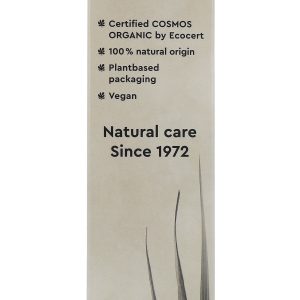 Certified COSMOS
ORGANIC by Ecocert
100% natural origin
Plantbased
packaging
Vegan
Natural care
Since 1972